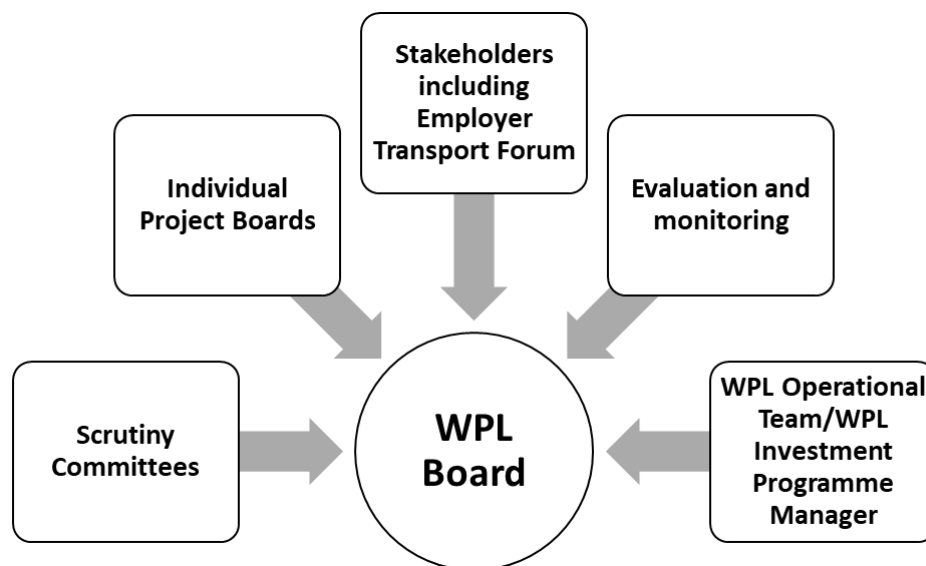 Stakeholders
including
Employer
Transport Forum
Individual
Project Boards
Evaluation and
monitoring
Scrutiny
Committees
WPL
Board
WPL Operational
Team/WPL
Investment
Programme
Manager